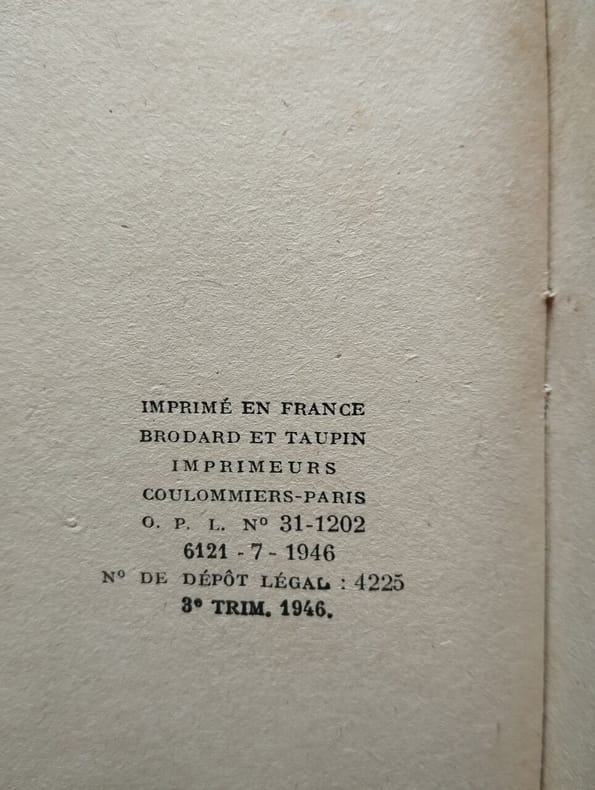 IMPRIMÉ EN FRANCE
BRODARD ET TAUPIN
IMPRIMEURS
COULOMMIERS-PARIS
O. P. L. Nº 31-1202
6121 - 7 - 1946
Nº DE DÉPÔT LÉGAL : 4225
3e TRIM. 1946.